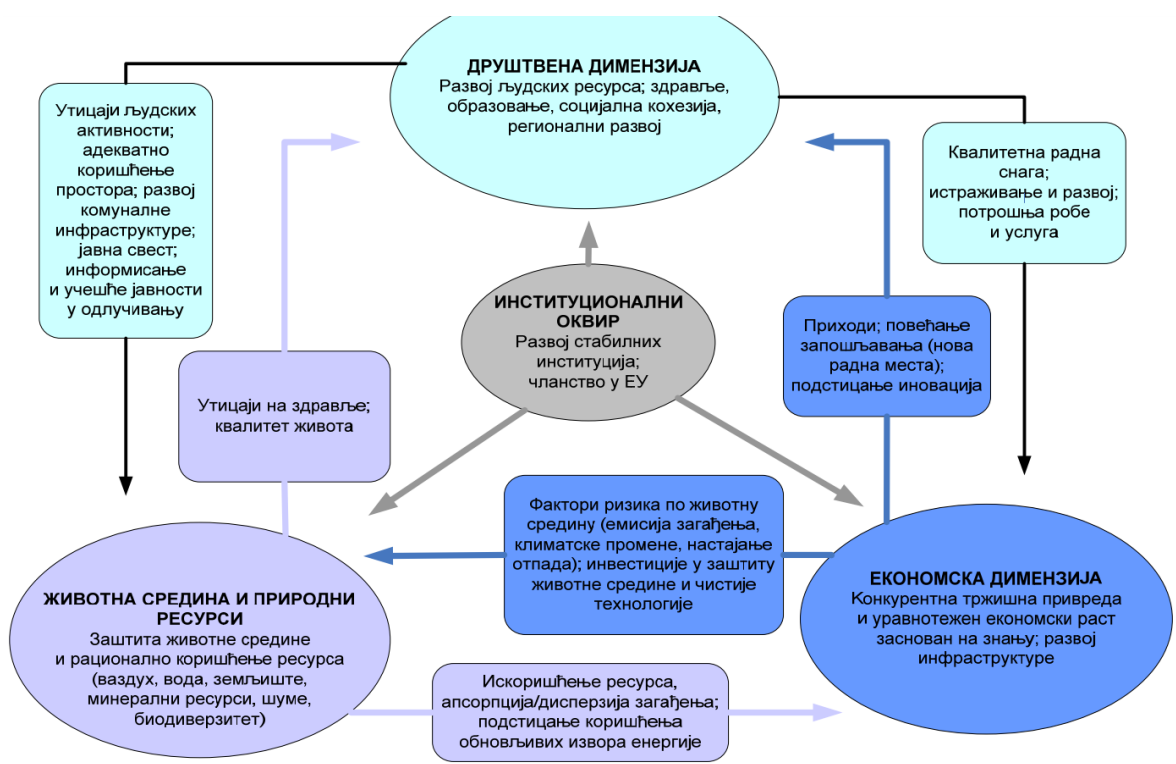 ДРУШТВЕНА ДИМЕНЗИЈА
Развој људских ресурса; здравље,
образовање, социјална кохезија,
регионални развој
Утицаји људских
активности;
адекватно
коришћење
простора; развој
комуналне
инфраструктуре;
јавна свест;
информисање
и учешће јавности
у одлучивању
Квалитетна радна
снага;
истраживање и развој;
потрошња робе
и услуга
ИНСТИТУЦИОНАЛНИ
ОКВИР
Развој стабилних
институција;
чланство у ЕУ
Приходи; повећање
запошљавања (нова
радна места);
подстицање иновација
Утицаји на здравље;
квалитет живота
Фактори ризика по животну
средину (емисија загађења,
климатске промене, настајање
отпада); инвестиције у заштиту
животне средине и чистије
технологије
ЖИВОТНА СРЕДИНА И ПРИРОДНИ
РЕСУРСИ
Заштита животне средине
и рационално коришћење ресурса
(ваздух, вода, земљиште,
минерални ресурси, шуме,
биодиверзитет)
ЕКОНОМСКА ДИМЕНЗИЈА
Конкурентна тржишна привреда
и уравнотежен економски раст
заснован на знању; развој
инфраструктуре
Искоришћење ресурса,
апсорпција/дисперзија загађења;
подстицање коришћења
обновљивих извора енергије